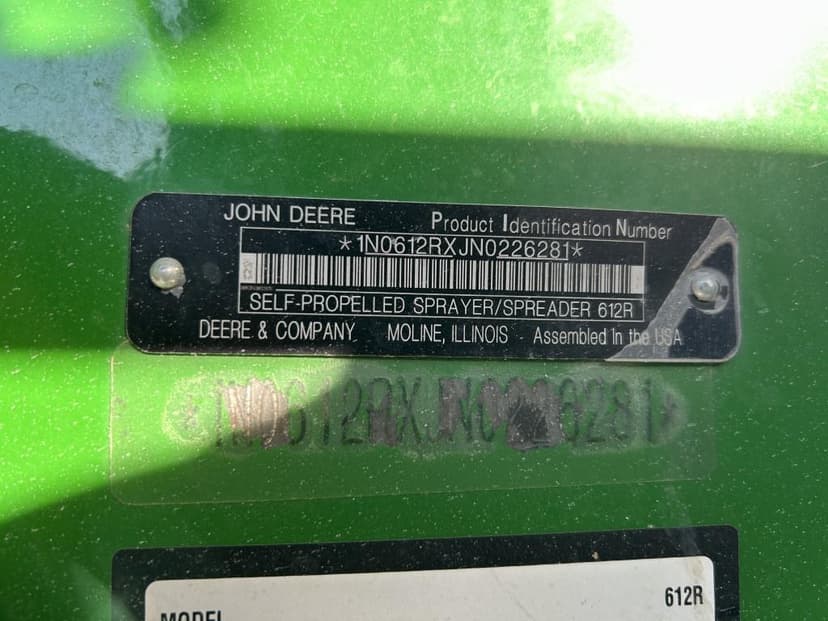 JOHN DEERE Product Identification Number
*1N0612RXJN0226281*
SELF-PROPELLED SPRAYER/SPREADER 612R
DEERE & COMPANY MOLINE, ILLINOIS - Assembled in the USA
*1N0612RXJN0226281*
612R
MODEL